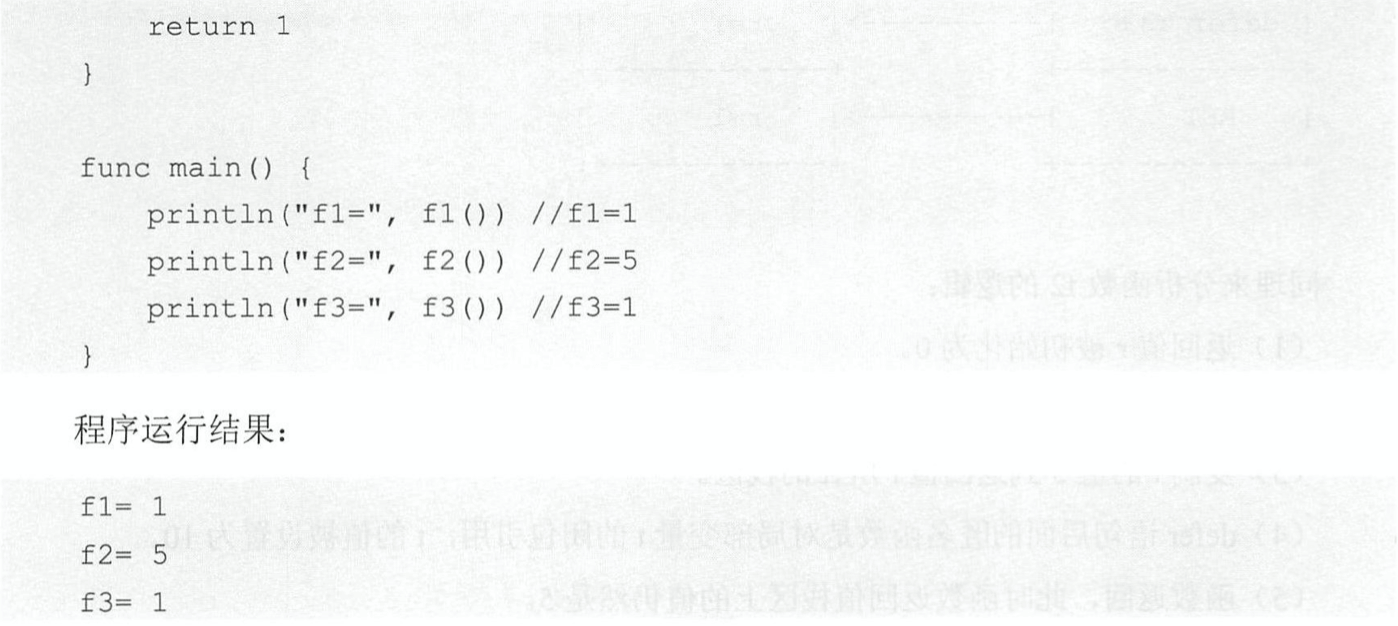 return 1
}
func main() {
println("f1=", f1()) //f1=1
println("f2=", f2()) //f2=5
println("f3=", f3()) //f3=1
}
程序运行结果：
f1= 1
f2= 5
f3= 1